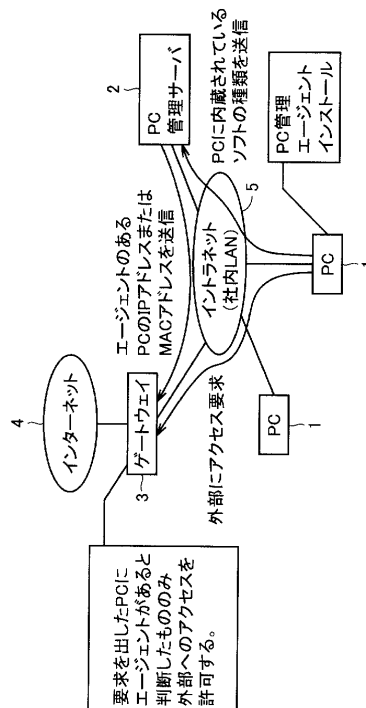 4
インターネット
要求を出したPCに
エージェントがあると
判断したもののみ
外部へのアクセスを
許可する。
3
ゲートウェイ
エージェントのある
PCのIPアドレスまたは
MACアドレスを送信
2
PC
管理サーバ
外部にアクセス要求
イントラネット
(社内LAN)
5
PCに内蔵されている
ソフトの種類を送信
PC
1
PC
1
PC管理
エージェント
インストール